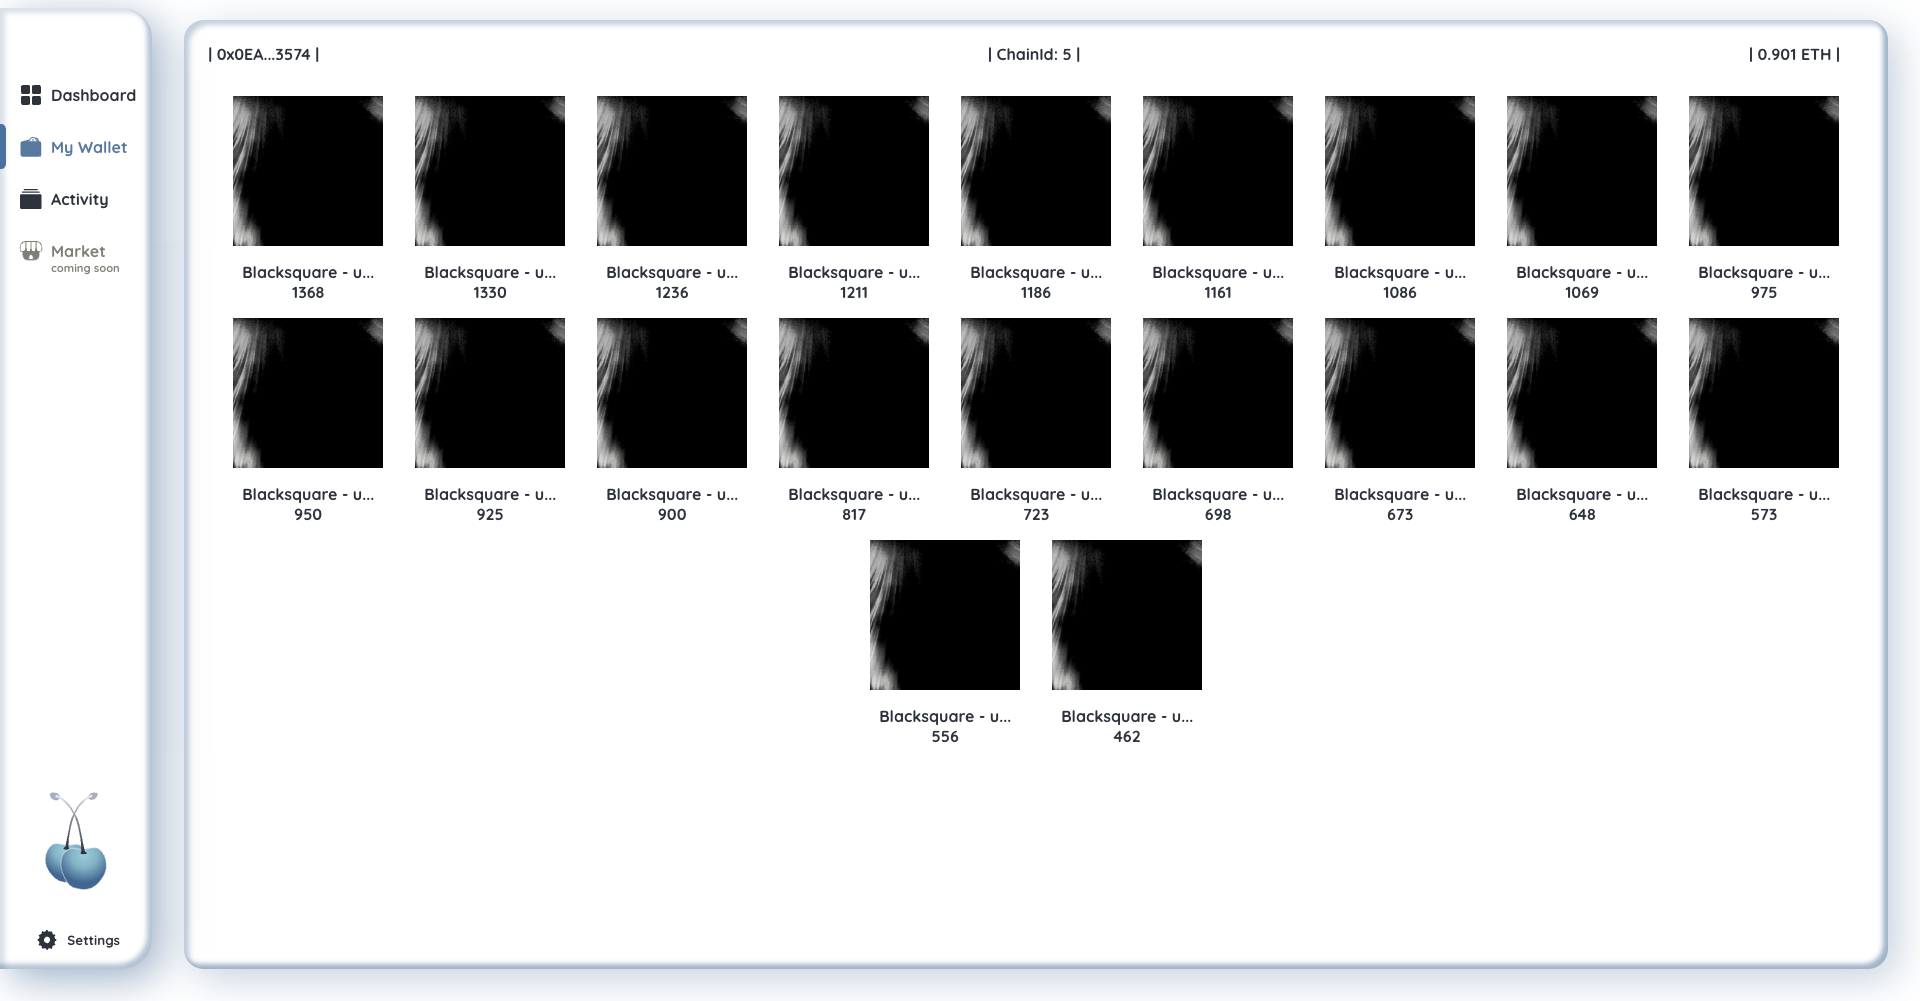 | 0x0EA...3574 |
| ChainId: 5 |
| 0.901 ETH |
Dashboard
My Wallet
Activity
Market
coming soon
Settings
Blacksquare - u...
1368
Blacksquare - u...
1330
Blacksquare - u...
1236
Blacksquare - u...
1211
Blacksquare - u...
1186
Blacksquare - u...
1161
Blacksquare - u...
1086
Blacksquare - u...
1069
Blacksquare - u...
975
Blacksquare - u...
950
Blacksquare - u...
925
Blacksquare - u...
900
Blacksquare - u...
817
Blacksquare - u...
723
Blacksquare - u...
698
Blacksquare - u...
673
Blacksquare - u...
648
Blacksquare - u...
573
Blacksquare - u...
556
Blacksquare - u...
462